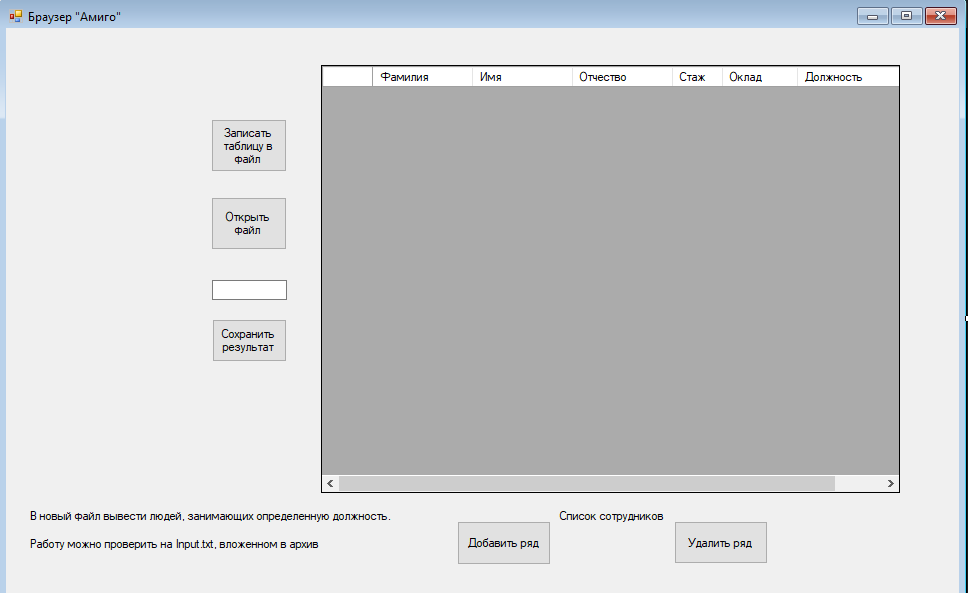 Браузер "Амиго"
Фамилия Имя Отчество Стаж Оклад Должность
Записать
таблицу в
файл
Открыть
файл
Сохранить
результат
В новый файл вывести людей, занимающих определенную должность.
Список сотрудников
Работу можно проверить на Input.txt, вложенном в архив
Добавить ряд
Удалить ряд